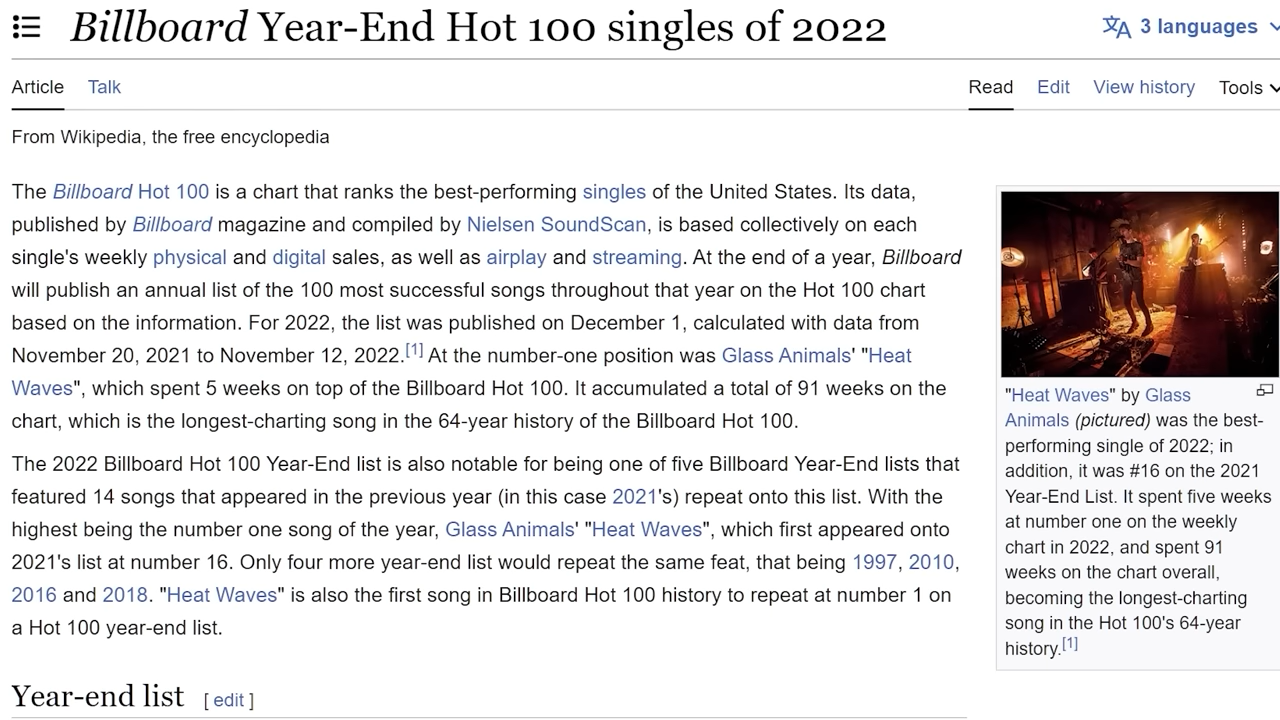 Billboard Year-End Hot 100 singles of 2022
3 languages
Article Talk
Read Edit View history Tools
From Wikipedia, the free encyclopedia
The Billboard Hot 100 is a chart that ranks the best-performing singles of the United States. Its data,
published by Billboard magazine and compiled by Nielsen SoundScan, is based collectively on each
single's weekly physical and digital sales, as well as airplay and streaming. At the end of a year, Billboard
will publish an annual list of the 100 most successful songs throughout that year on the Hot 100 chart
based on the information. For 2022, the list was published on December 1, calculated with data from
November 20, 2021 to November 12, 2022.[1] At the number-one position was Glass Animals' "Heat
Waves", which spent 5 weeks on top of the Billboard Hot 100. It accumulated a total of 91 weeks on the
chart, which is the longest-charting song in the 64-year history of the Billboard Hot 100.
The 2022 Billboard Hot 100 Year-End list is also notable for being one of five Billboard Year-End lists that
featured 14 songs that appeared in the previous year (in this case 2021's) repeat onto this list. With the
highest being the number one song of the year, Glass Animals' "Heat Waves", which first appeared onto
2021's list at number 16. Only four more year-end list would repeat the same feat, that being 1997, 2010,
2016 and 2018. "Heat Waves" is also the first song in Billboard Hot 100 history to repeat at number 1 on
a Hot 100 year-end list.
"Heat Waves" by Glass
Animals (pictured) was the best-
performing single of 2022; in
addition, it was #16 on the 2021
Year-End List. It spent five weeks
at number one on the weekly
chart in 2022, and spent 91
weeks on the chart overall,
becoming the longest-charting
song in the Hot 100's 64-year
history.[1]
Year-end list [ edit ]